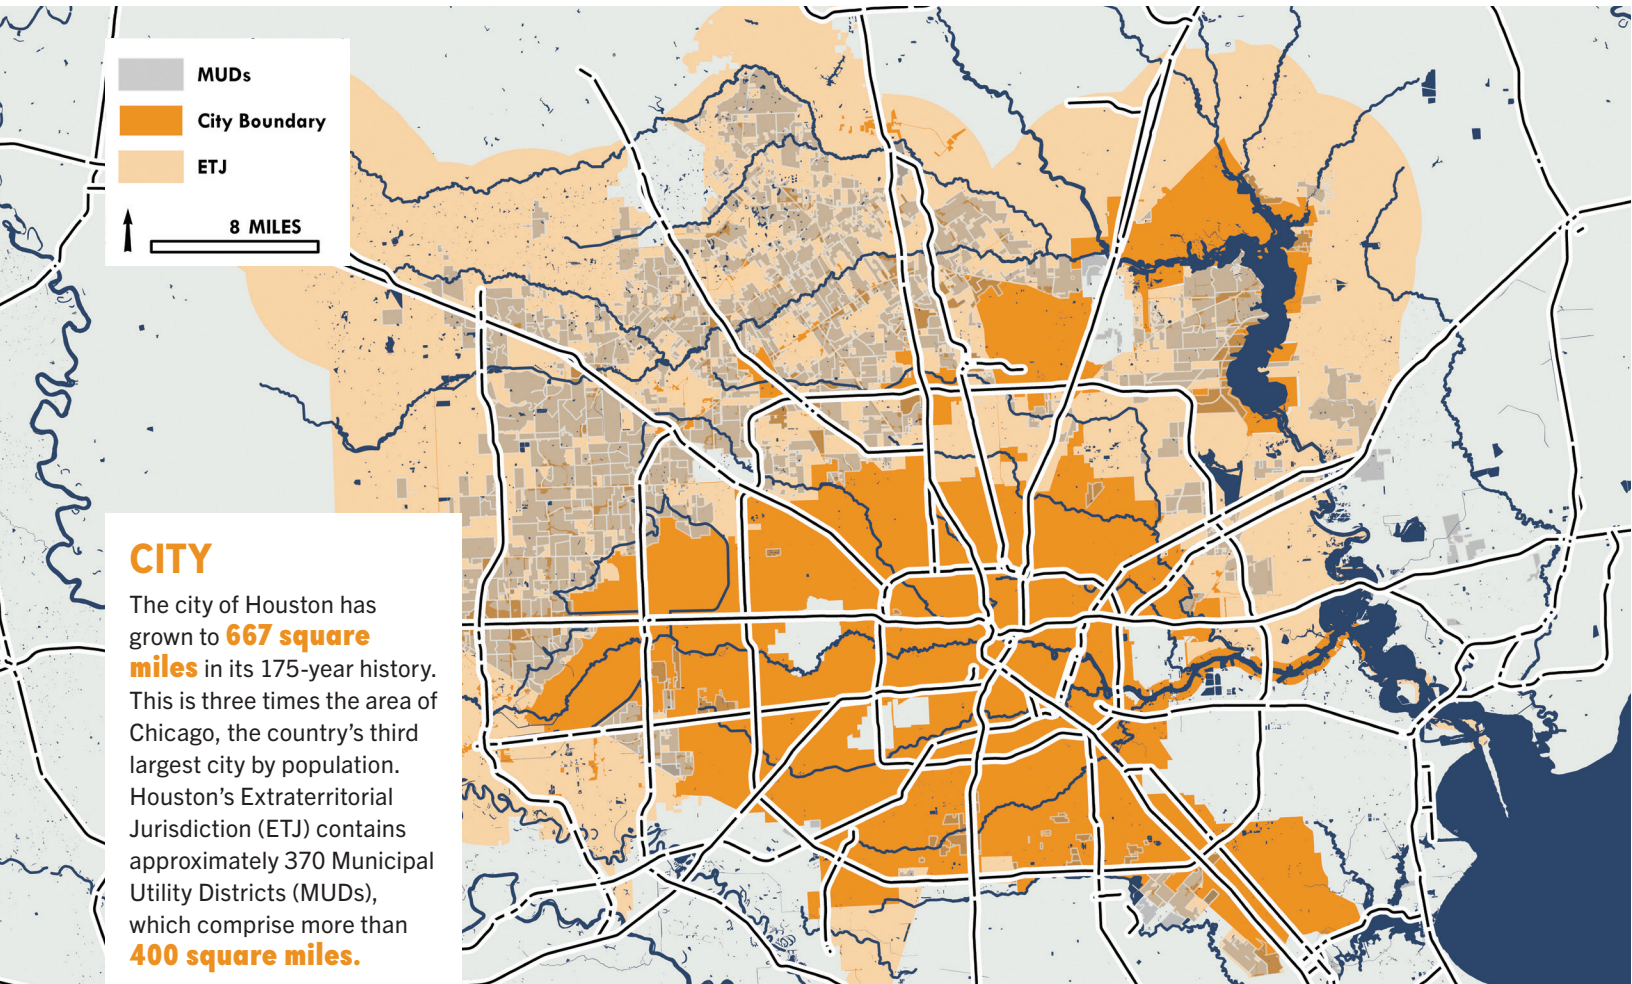 MUDs
City Boundary
ETJ
8 MILES
CITY
The city of Houston has
grown to 667 square
miles in its 175-year history.
This is three times the area of
Chicago, the country’s third
largest city by population.
Houston’s Extraterritorial
Jurisdiction (ETJ) contains
approximately 370 Municipal
Utility Districts (MUDs),
which comprise more than
400 square miles.